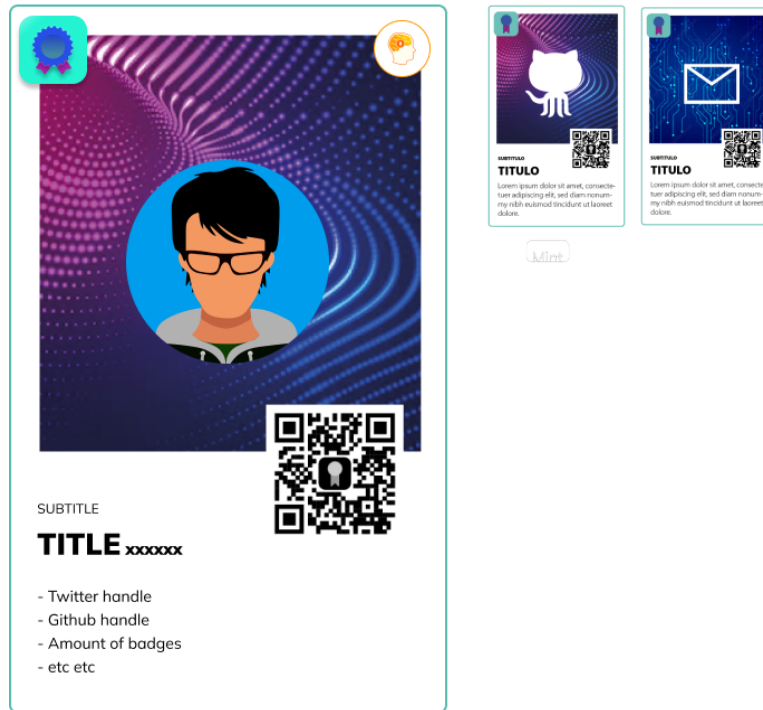 SUBTITLE
TITLE xxxxxx
- Twitter handle
- Github handle
- Amount of badges
- etc etc
SUBTITULO
TITULO
Lorem ipsum dolor sit amet, consecte-
tuer adipiscing elit, sed diam nonum-
my nibh euismod tincidunt ut laoreet
dolore.
Mint
SUBTITULO
TITULO
Lorem ipsum dolor sit amet, consecte
tuer adipiscing elit, sed diam nonum-
my nibh euismod tincidunt ut laoreet
dolore.